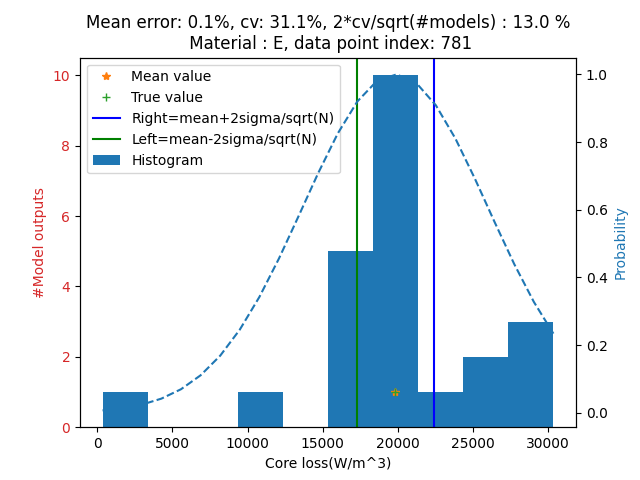 Mean error: 0.1%, cv: 31.1%, 2*cv/sqrt(#models) : 13.0 %
Material : E, data point index: 781
Mean value
True value
Right=mean+2sigma/sqrt(N)
Left=mean-2sigma/sqrt(N)
Histogram
#Model outputs
10
8
6
4
2
0
1.0
0.8
0.6
0.4
0.2
0.0
Probability
0 5000 10000 15000 20000 25000 30000
Core loss(W/m^3)